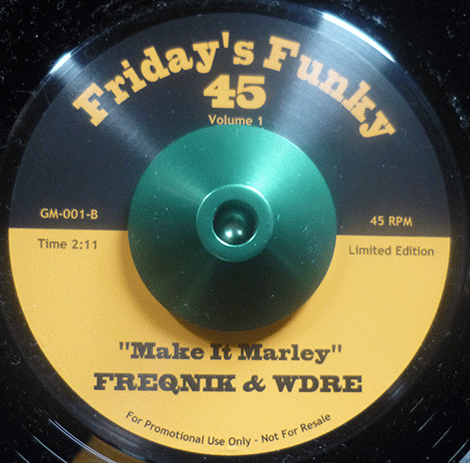 Friday's Funky
45
Volume 1
GM-001-B
45 RPM
Time 2:11
Limited Edition
"Make It Marley"
FREQNIK & WDRE
For Promotional Use Only - Not For Resale